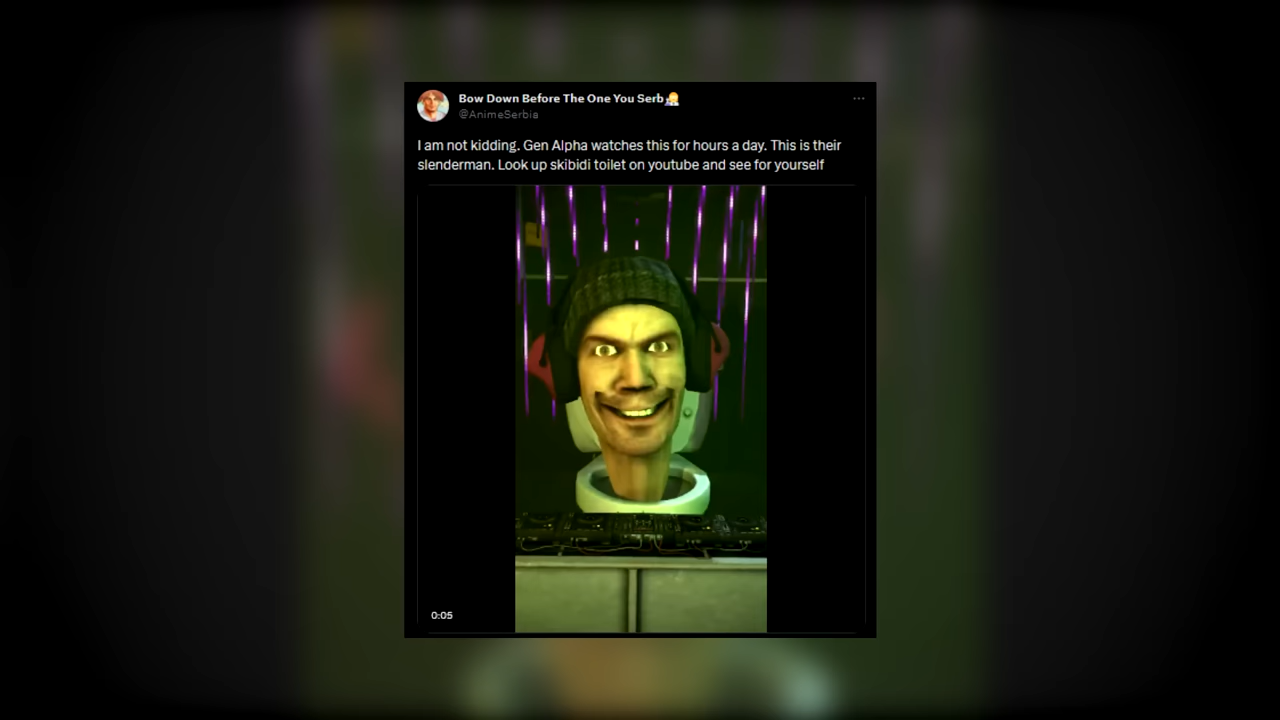 Bow Down Before The One You Serb👩‍🚀
@AnimeSerbia
I am not kidding. Gen Alpha watches this for hours a day. This is their
slenderman. Look up skibidi toilet on youtube and see for yourself
0:05